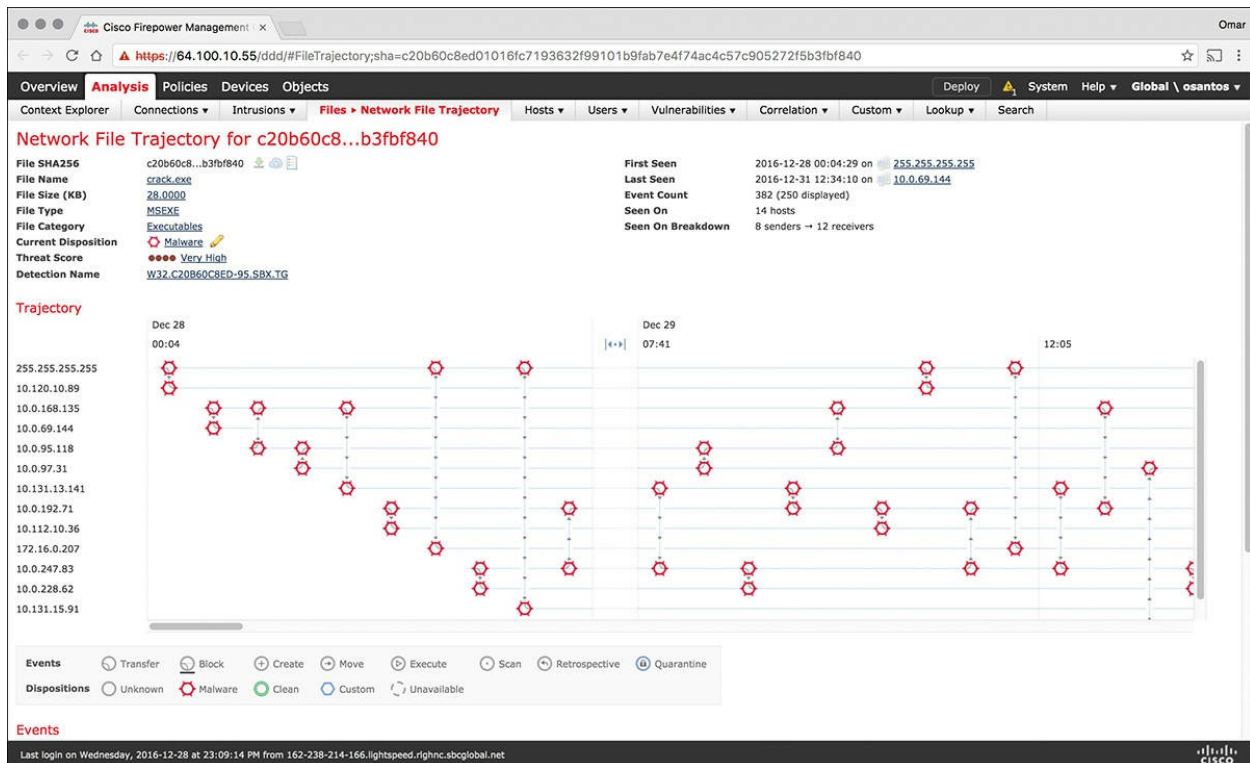 Cisco Firepower Management
Omar
https://64.100.10.55/ddd/#FileTrajectory;sha=c20b60c8ed01016fc7193632f99101b9fab7e4f74ac4c57c905272f5b3fbf840
Overview Analysis Policies Devices Objects Deploy System Help Global \ osantos
Context Explorer Connections Intrusions Files Network File Trajectory Hosts Users Vulnerabilities Correlation Custom Lookup Search
Network File Trajectory for c20b60c8...b3fbf840
File SHA256 c20b60c8...b3fbf840 First Seen 2016-12-28 00:04:29 on 255.255.255.255
File Name crack.exe Last Seen 2016-12-31 12:34:10 on 10.0.69.144
File Size (KB) 28.0000 Event Count 382 (250 displayed)
File Type MSEXE Seen On 14 hosts
File Category Executables Seen On Breakdown 8 senders → 12 receivers
Current Disposition Malware
Threat Score Very High
Detection Name W32.C20B60C8ED-95.SBX.TG
Trajectory
Dec 28 Dec 29
00:04 07:41 12:05
255.255.255.255
10.120.10.89
10.0.168.135
10.0.69.144
10.0.95.118
10.0.97.31
10.131.13.141
10.0.192.71
10.112.10.36
172.16.0.207
10.0.247.83
10.0.228.62
10.131.15.91
Events Transfer Block Create Move Execute Scan Retrospective Quarantine
Dispositions Unknown Malware Clean Custom Unavailable
Events
Last login on Wednesday, 2016-12-28 at 23:09:14 PM from 162-238-214-166.lightspeed.rlghnc.sbcglobal.net
CISCO